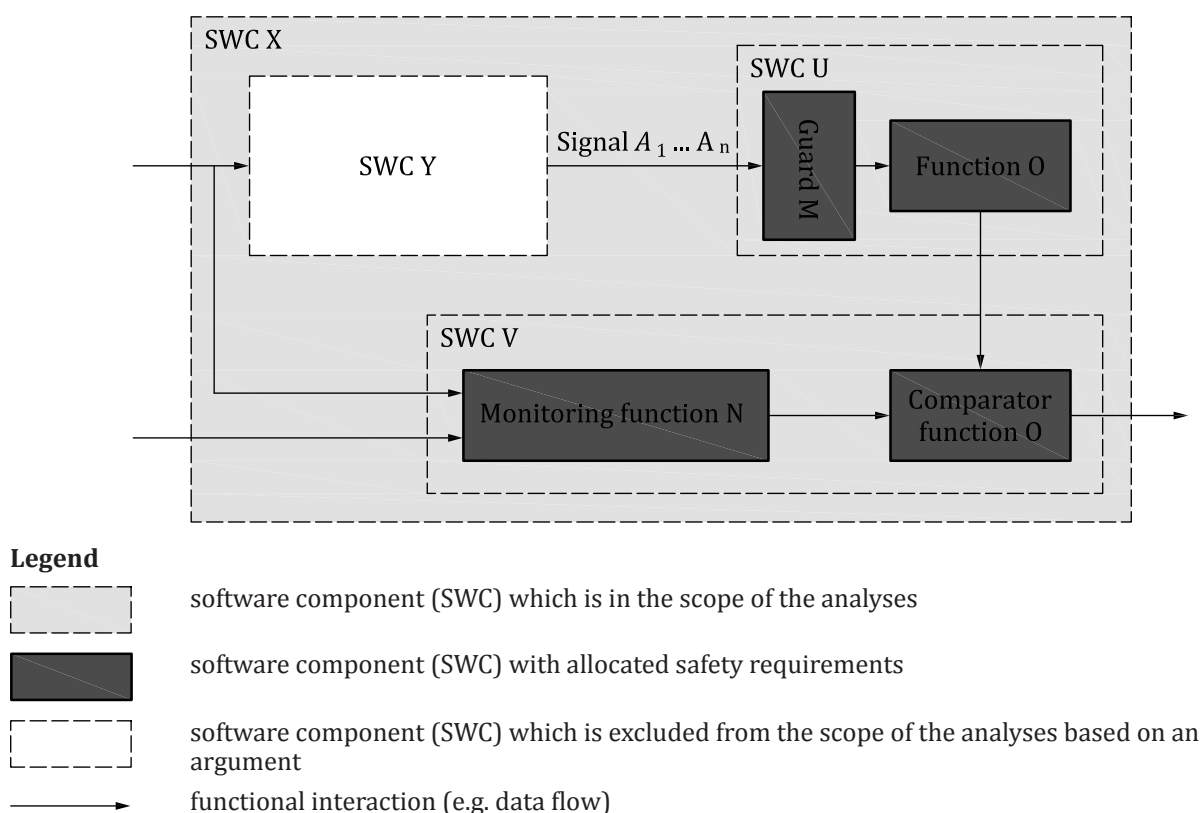 SWC X
SWC U
SWC Y
Signal A 1 ... A n
Guard M
Function O
SWC V
Monitoring function N
Comparator
function O
Legend
software component (SWC) which is in the scope of the analyses
software component (SWC) with allocated safety requirements
software component (SWC) which is excluded from the scope of the analyses based on an
argument
functional interaction (e.g. data flow)